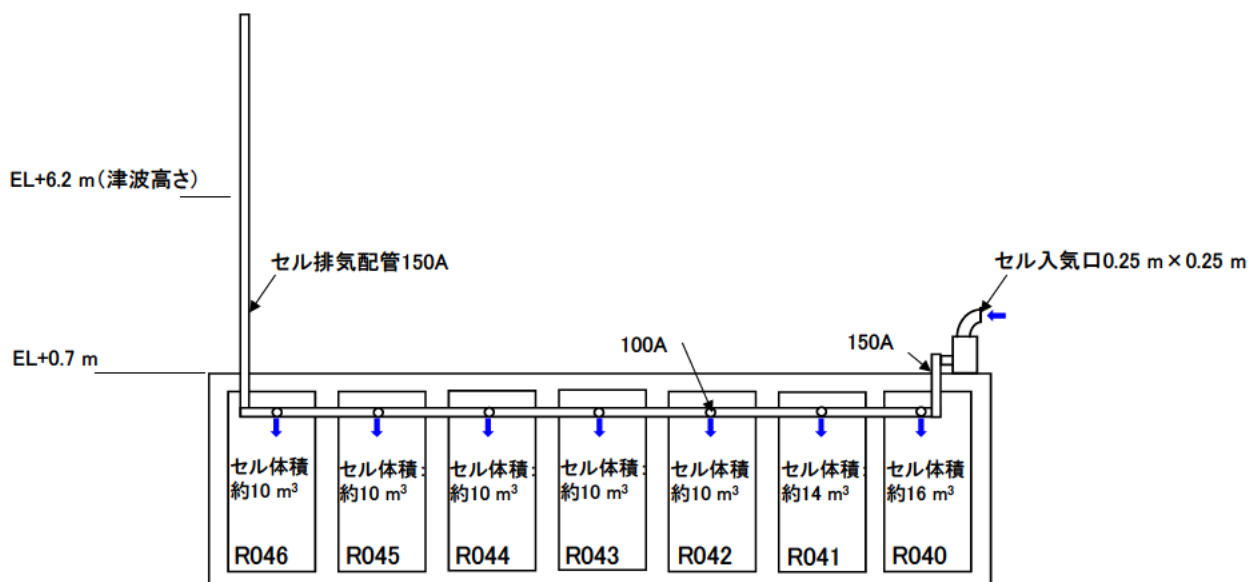 EL+6.2 m(津波高さ)
セル排気配管150A
セル入気口0.25 m×0.25 m
EL+0.7 m
100A
150A
セル体積
約10 m³
R046
セル体積:
約10 m³
R045
セル体積:
約10 m³
R044
セル体積:
約10 m³
R043
セル体積
約10 m³
R042
セル体積:
約14 m³
R041
セル体積
約16 m³
R040